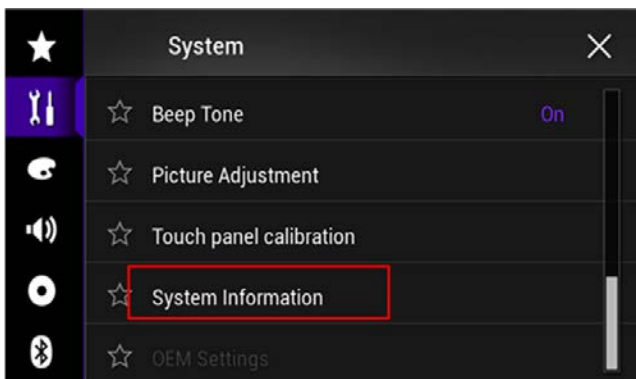 System
Beep Tone On
Picture Adjustment
Touch panel calibration
System Information
OEM Settings